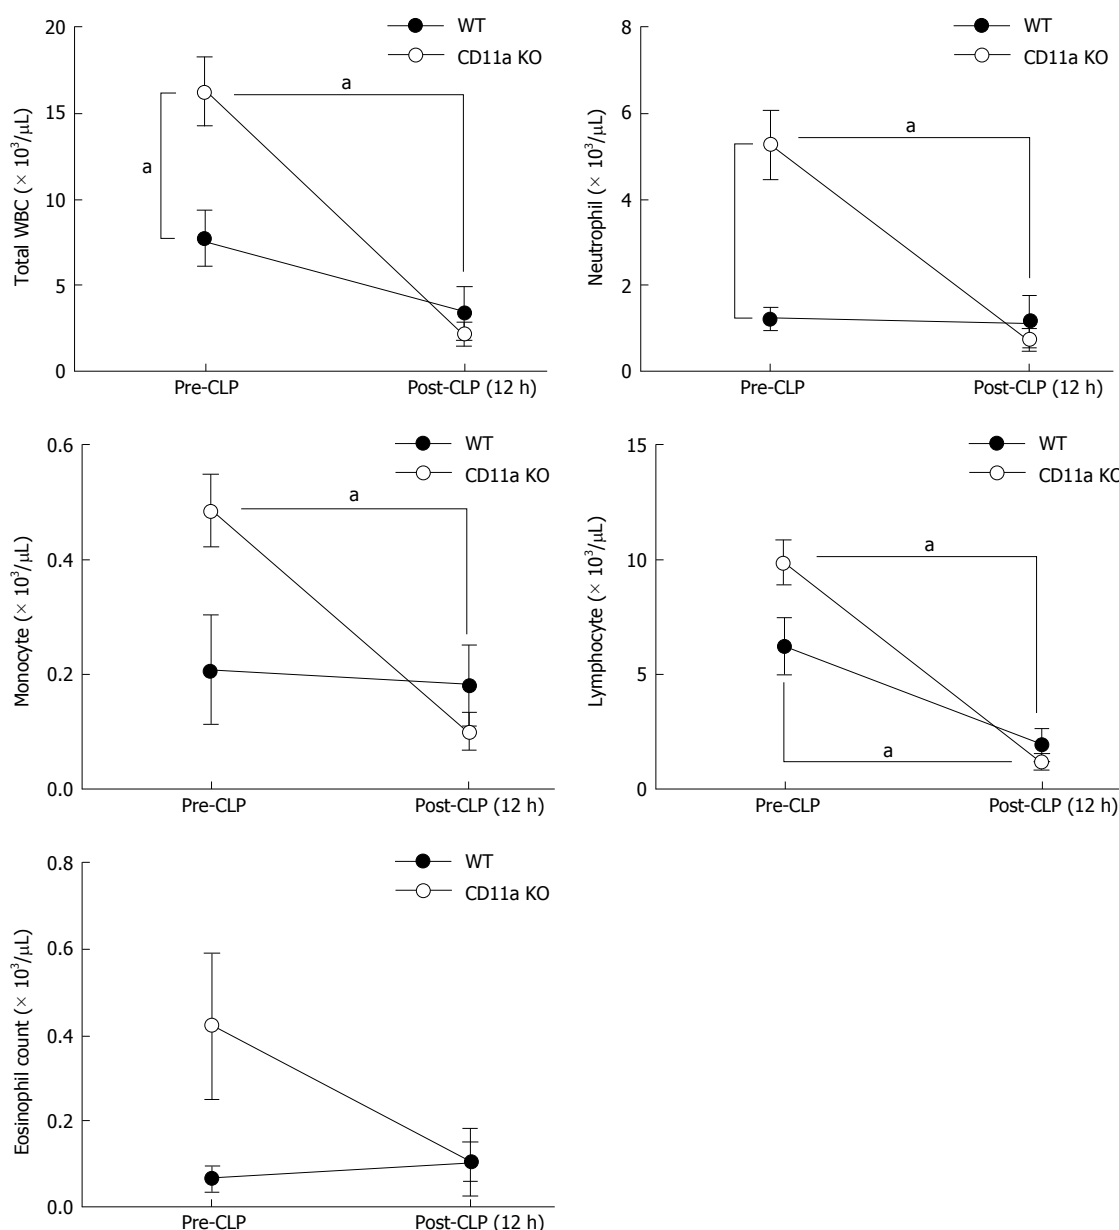 20
15
10
5
0
Total WBC (× 10³/μL)
WT
CD11a KO
a
a
Pre-CLP
Post-CLP (12 h)
8
6
4
2
0
Neutrophil (× 10³/μL)
WT
CD11a KO
a
Pre-CLP
Post-CLP (12 h)
0.6
0.4
0.2
0.0
Monocyte (× 10³/μL)
WT
CD11a KO
a
Pre-CLP
Post-CLP (12 h)
15
10
5
0
Lymphocyte (× 10³/μL)
WT
CD11a KO
a
a
Pre-CLP
Post-CLP (12 h)
0.8
0.6
0.4
0.2
0.0
Eosinophil count (× 10³/μL)
WT
CD11a KO
Pre-CLP
Post-CLP (12 h)